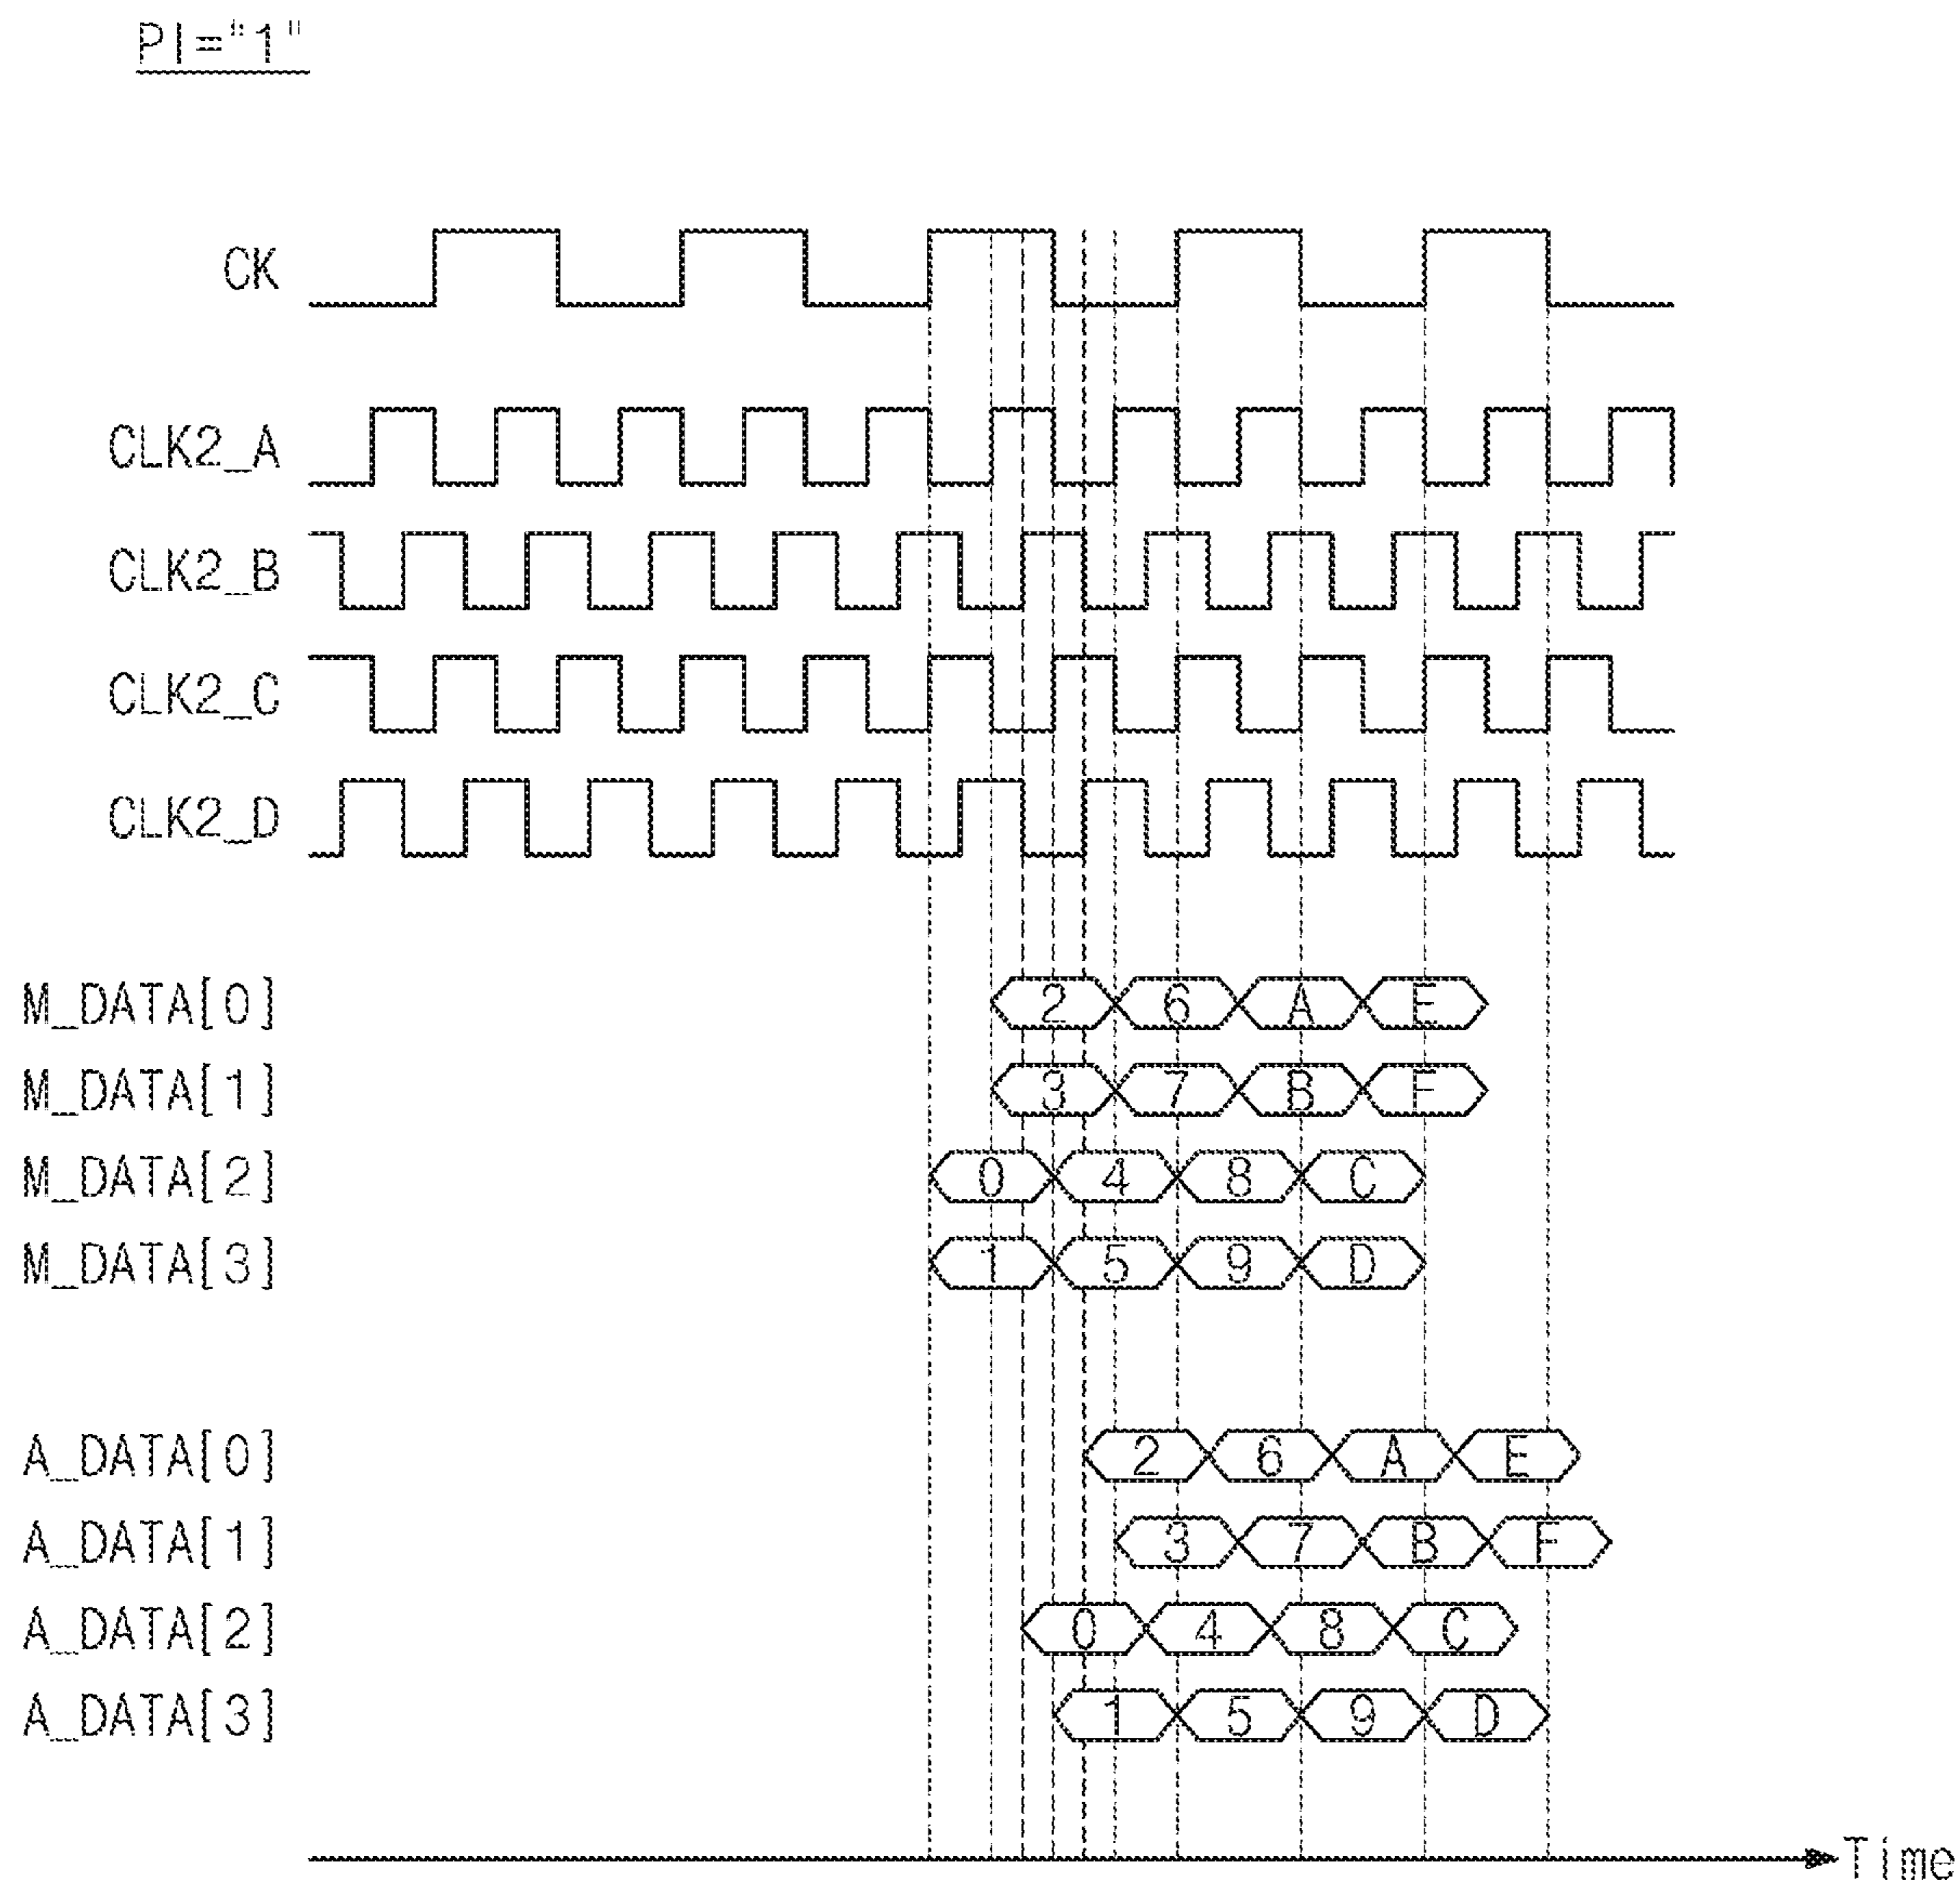 PI="1"
CK
CLK2_A
CLK2_B
CLK2_C
CLK2_D
M_DATA[0] 2 6 A E
M_DATA[1] 3 7 B F
M_DATA[2] 0 4 8 C
M_DATA[3] 1 5 9 D
A_DATA[0] 2 6 A E
A_DATA[1] 3 7 B F
A_DATA[2] 0 4 8 C
A_DATA[3] 1 5 9 D
Time